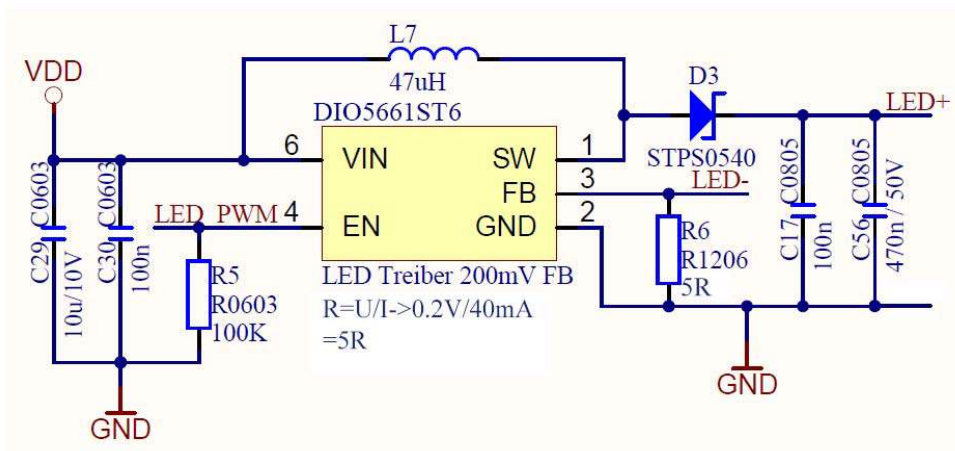 L7
47uH
VDD
D3
STPS0540
LED+
DIO5661ST6
6 VIN SW 1
FB 3
LED-
LED_PWM 4 EN GND 2
C29 C0603
10u/10V
C30 C0603
100n
R5
R0603
100K
LED Treiber 200mV FB
R=U/I->0.2V/40mA
=5R
R6
R1206
5R
C17 C0805
100n
C56 C0805
470n / 50V
GND
GND